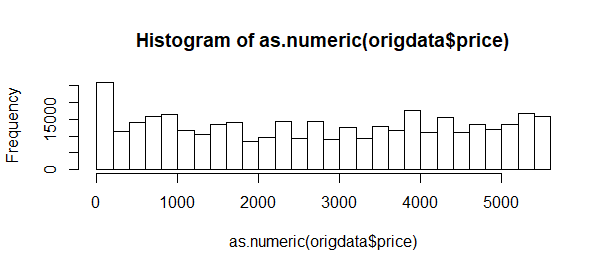 Histogram of as.numeric(origdata$price)
Frequency
0 15000
0 1000 2000 3000 4000 5000
as.numeric(origdata$price)